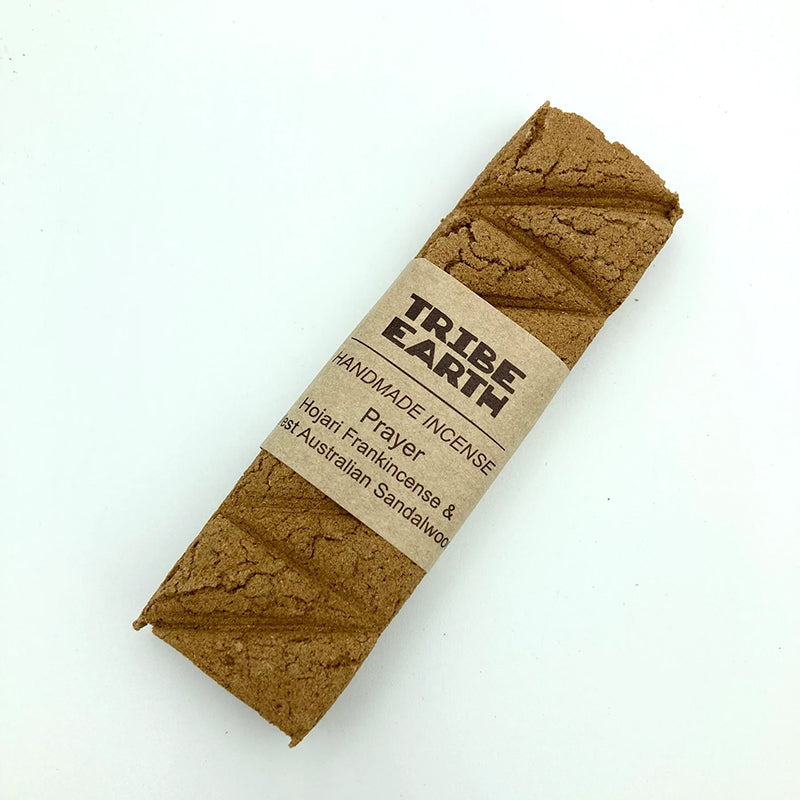 TRIBE
EARTH
HANDMADE INCENSE
Prayer
Hojari Frankincense &
est Australian Sandalwoo